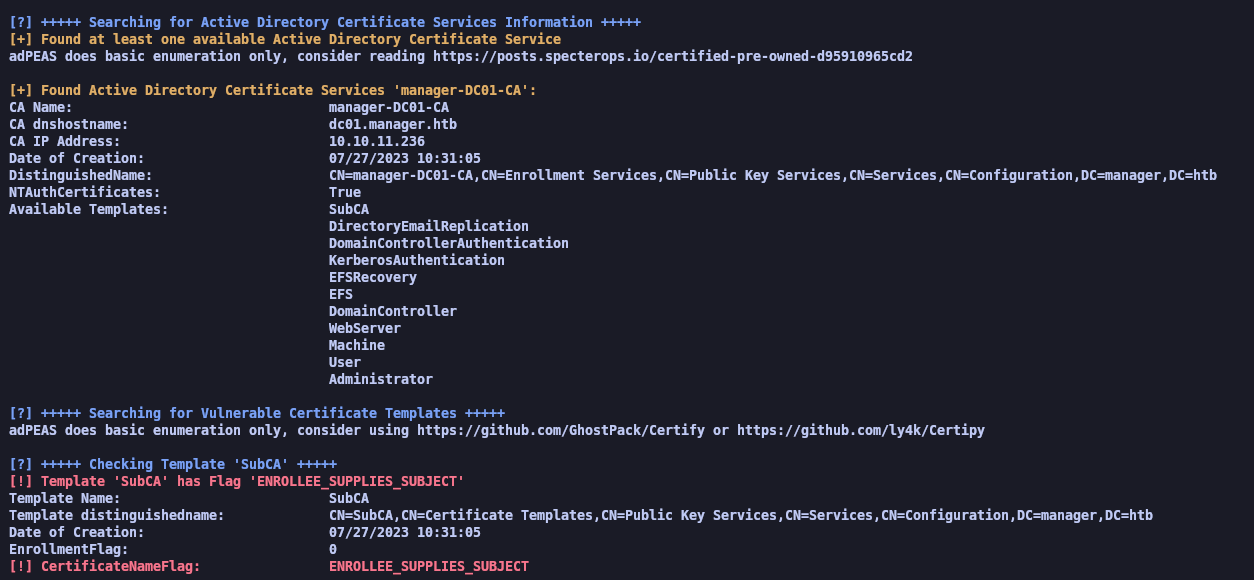 [?] +++++ Searching for Active Directory Certificate Services Information +++++
[+] Found at least one available Active Directory Certificate Service
adPEAS does basic enumeration only, consider reading https://posts.specterops.io/certified-pre-owned-d95910965cd2
[+] Found Active Directory Certificate Services 'manager-DC01-CA':
CA Name: manager-DC01-CA
CA dnshostname: dc01.manager.htb
CA IP Address: 10.10.11.236
Date of Creation: 07/27/2023 10:31:05
DistinguishedName: CN=manager-DC01-CA,CN=Enrollment Services,CN=Public Key Services,CN=Services,CN=Configuration,DC=manager,DC=htb
NTAuthCertificates: True
Available Templates: SubCA
DirectoryEmailReplication
DomainControllerAuthentication
KerberosAuthentication
EFSRecovery
EFS
DomainController
WebServer
Machine
User
Administrator
[?] +++++ Searching for Vulnerable Certificate Templates +++++
adPEAS does basic enumeration only, consider using https://github.com/GhostPack/Certify or https://github.com/ly4k/Certipy
[?] +++++ Checking Template 'SubCA' +++++
[!] Template 'SubCA' has Flag 'ENROLLEE_SUPPLIES_SUBJECT'
Template Name: SubCA
Template distinguishedname: CN=SubCA,CN=Certificate Templates,CN=Public Key Services,CN=Services,CN=Configuration,DC=manager,DC=htb
Date of Creation: 07/27/2023 10:31:05
EnrollmentFlag: 0
[!] CertificateNameFlag: ENROLLEE_SUPPLIES_SUBJECT